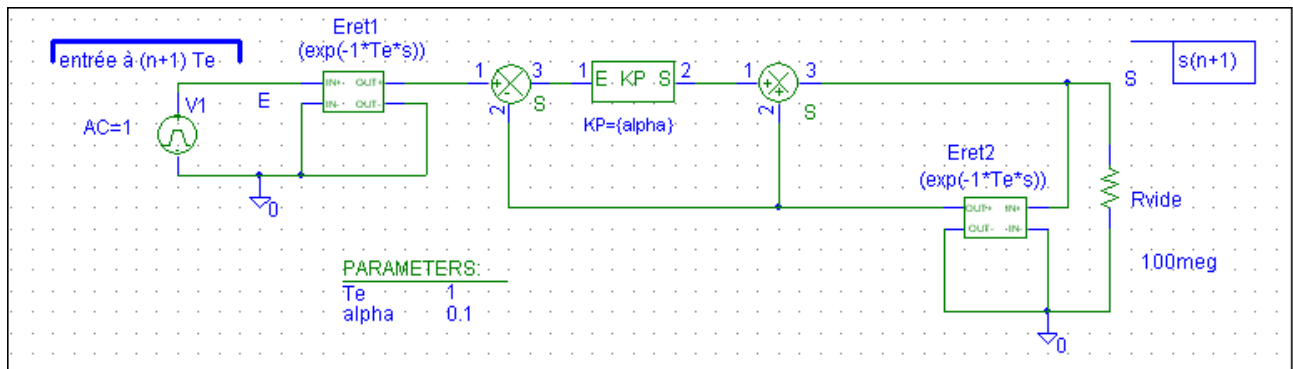 Eret1
(exp(-1*Te*s))
entrée à (n+1) Te
IN+ OUT+
IN- OUT-
E
V1
AC=1
0
1 3
+
-
2
S
1 E KP S 2
KP={alpha}
1 3
+
+
2
S
S
s(n+1)
Eret2
(exp(-1*Te*s))
OUT+ IN+
OUT- -IN-
Rvide
100meg
0
PARAMETERS:
Te 1
alpha 0.1